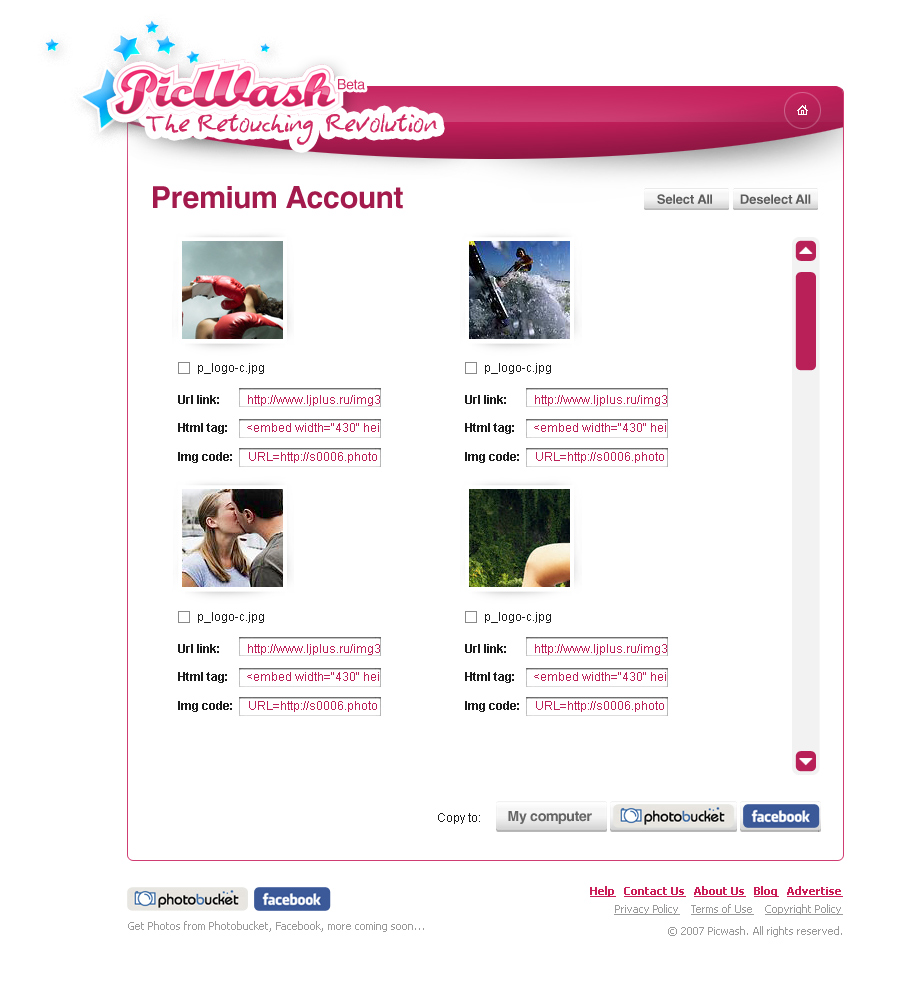 PicWash Beta
The Retouching Revolution
Premium Account
Select All Deselect All
p_logo-c.jpg p_logo-c.jpg
Url link: http://www.ljplus.ru/img3 Url link: http://www.ljplus.ru/img3
Html tag: <embed width="430" hei Html tag: <embed width="430" hei
Img code: URL=http://s0006.photo Img code: URL=http://s0006.photo
p_logo-c.jpg p_logo-c.jpg
Url link: http://www.ljplus.ru/img3 Url link: http://www.ljplus.ru/img3
Html tag: <embed width="430" hei Html tag: <embed width="430" hei
Img code: URL=http://s0006.photo Img code: URL=http://s0006.photo
Copy to: My computer photobucket facebook
photobucket facebook
Get Photos from Photobucket, Facebook, more coming soon...
Help Contact Us About Us Blog Advertise
Privacy Policy Terms of Use Copyright Policy
© 2007 Picwash. All rights reserved.